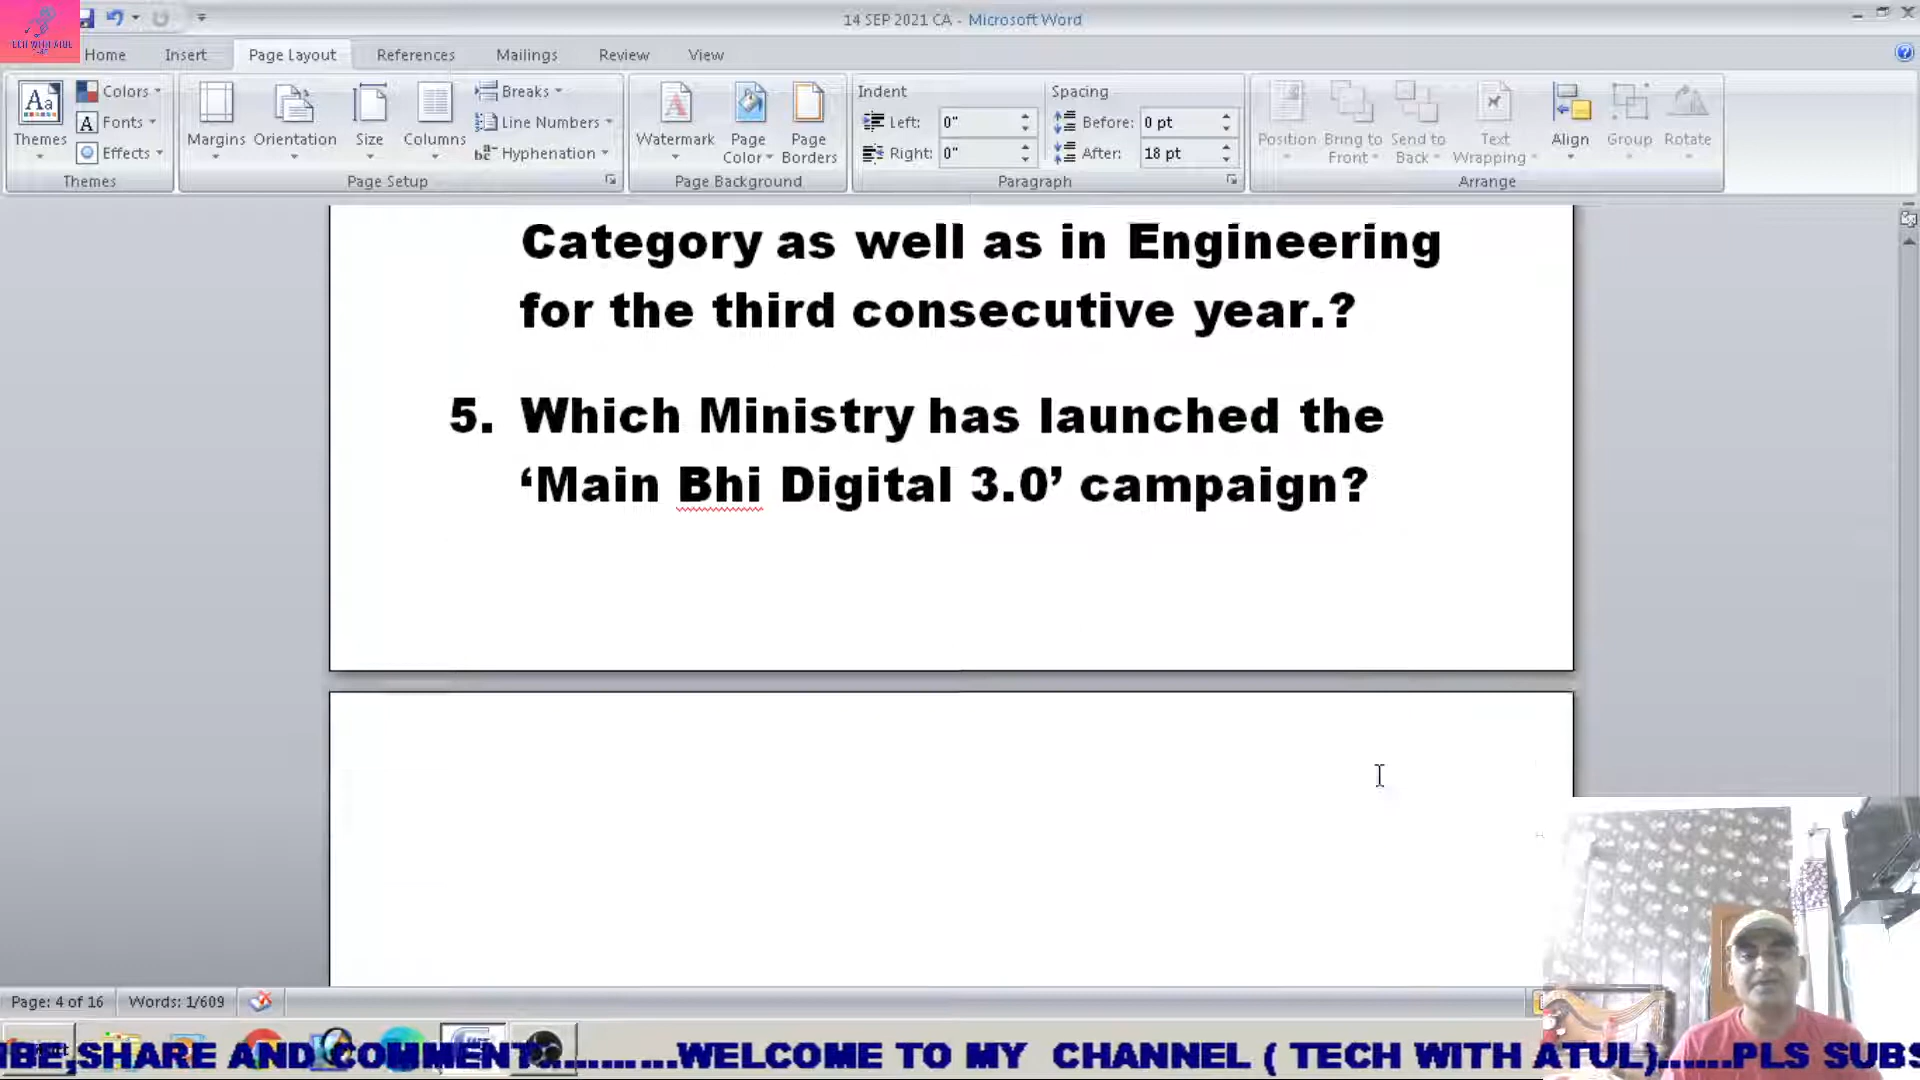 TECH WITH ATUL
14 SEP 2021 CA - Microsoft Word
Home Insert Page Layout References Mailings Review View
Themes
Colors
Fonts
Effects
Themes
Margins Orientation Size Columns
Breaks
Line Numbers
Hyphenation
Page Setup
Watermark Page Color Page Borders
Page Background
Indent
Left: 0"
Right: 0"
Spacing
Before: 0 pt
After: 18 pt
Paragraph
Position Bring to Front Send to Back Text Wrapping Align Group Rotate
Arrange
Category as well as in Engineering
for the third consecutive year.?
5. Which Ministry has launched the
‘Main Bhi Digital 3.0’ campaign?
Page: 4 of 16 Words: 1/609
BE,SHARE AND COMMENT..............WELCOME TO MY CHANNEL ( TECH WITH ATUL)......PLS SUBS